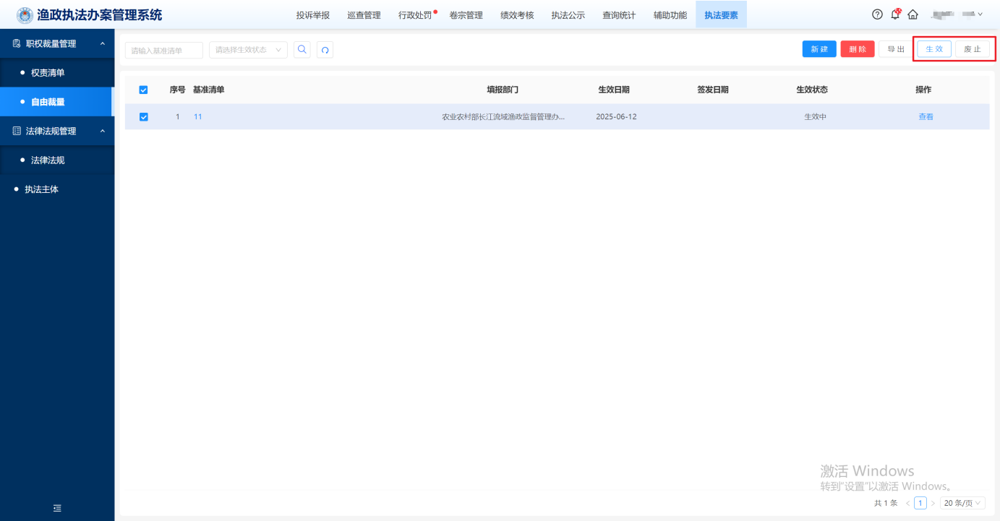 渔政执法办案管理系统
投诉举报 巡查管理 行政处罚 卷宗管理 绩效考核 执法公示 查询统计 辅助功能 执法要素
职权裁量管理
权责清单
自由裁量
法律法规管理
法律法规
执法主体
请输入基准清单 请选择生效状态 新建 删除 导出 生效 废止
序号 基准清单 填报部门 生效日期 签发日期 生效状态 操作
1 11 农业农村部长江流域渔政监督管理办... 2025-06-12 生效中 查看
激活 Windows
转到"设置"以激活 Windows。
共 1 条 < 1 > 20 条/页